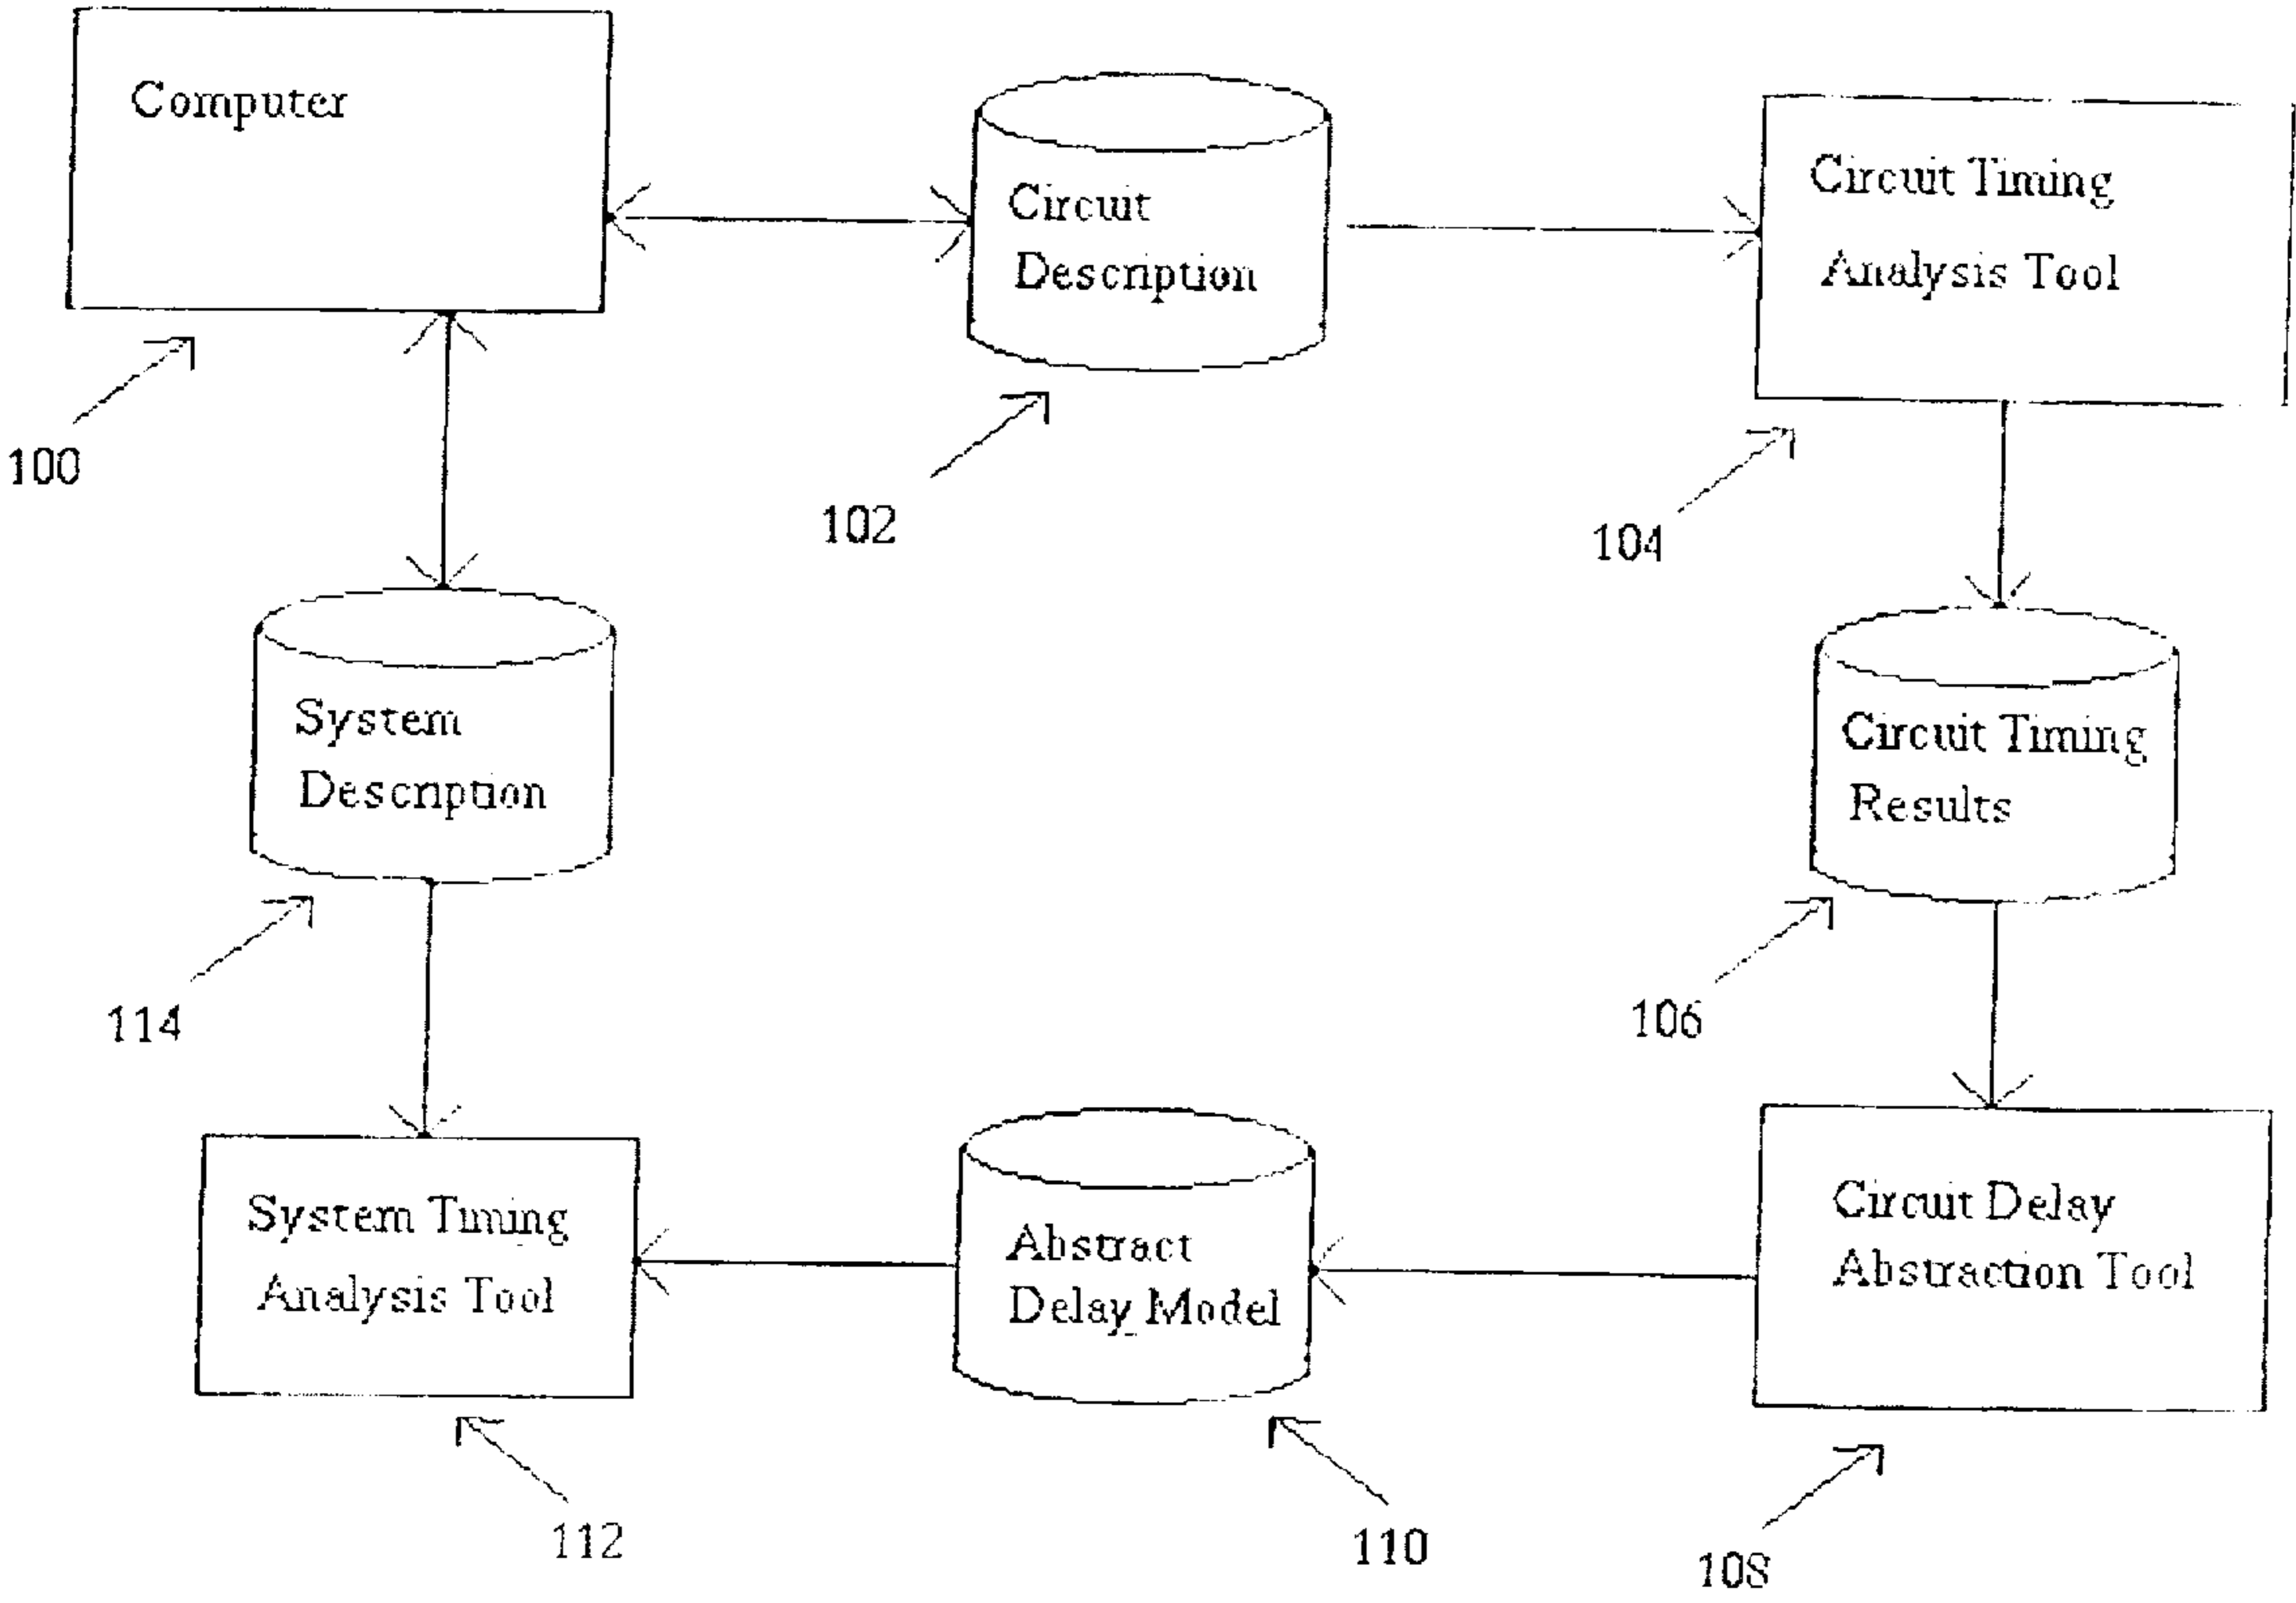 Computer
Circuit
Description
Circuit Timing
Analysis Tool
100
102
104
System
Description
Circuit Timing
Results
114
106
System Timing
Analysis Tool
Abstract
Delay Model
Circuit Delay
Abstraction Tool
112
110
108